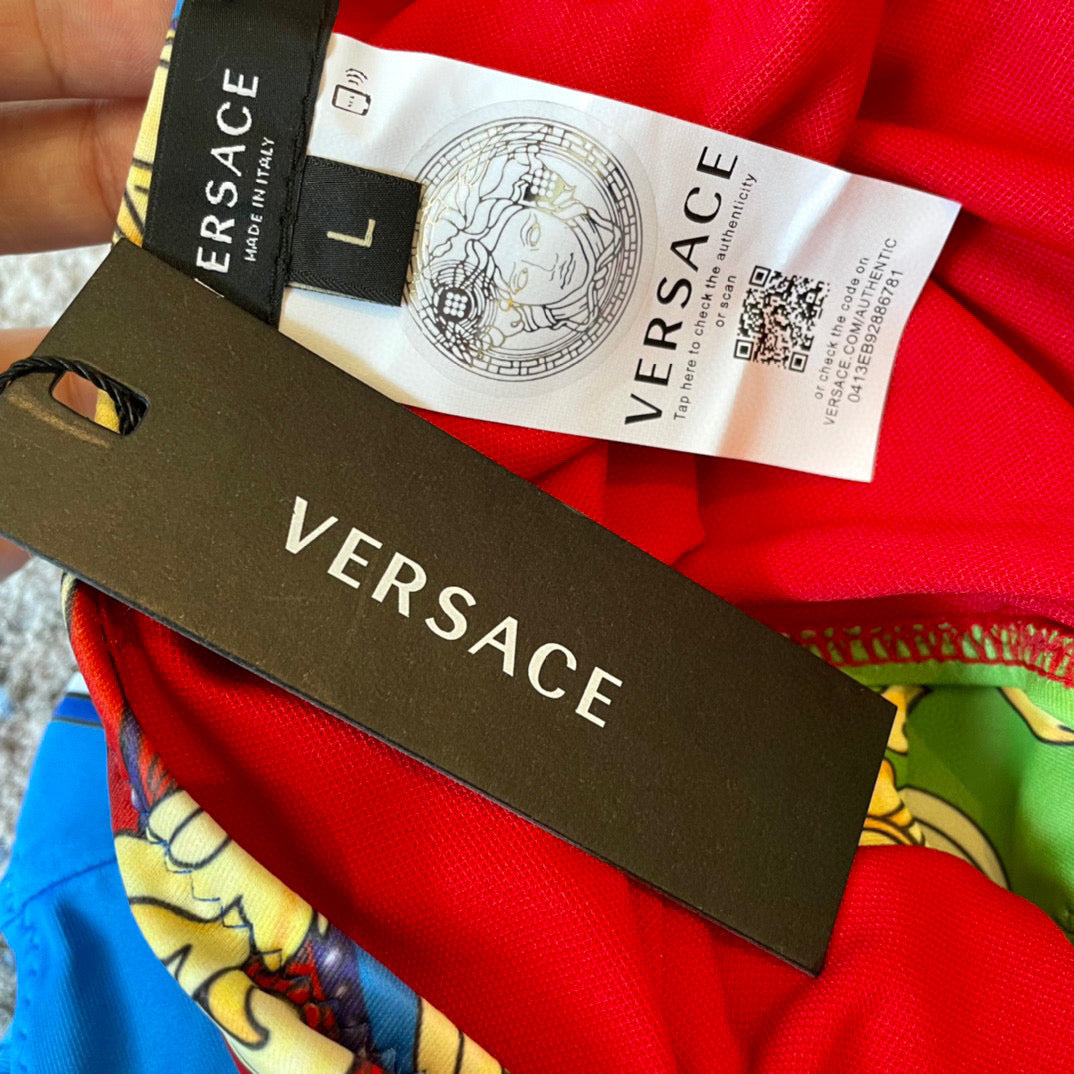 VERSACE
MADE IN ITALY
L
VERSACE
Tap here to check the authenticity
or scan
or check the code on
VERSACE.COM/AUTHENTIC
0413EB92886781
VERSACE